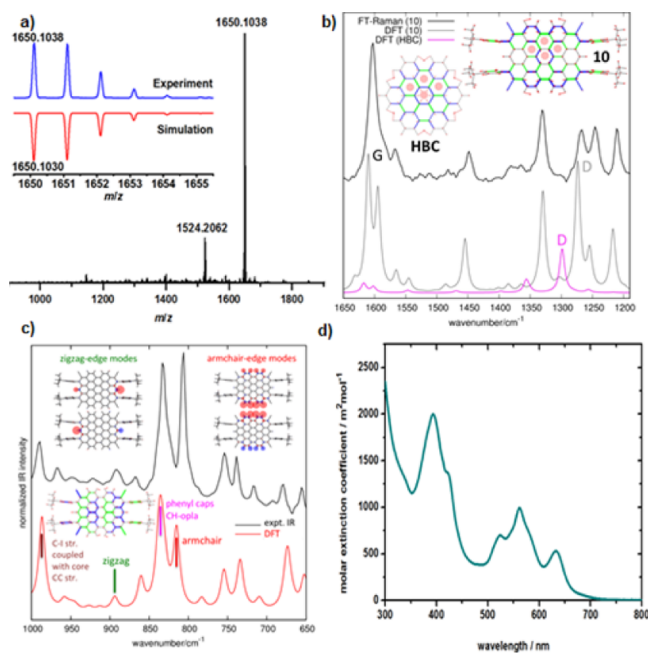 a)
1650.1038
1650.1038
Experiment
Simulation
1650.1030
1650 1651 1652 1653 1654 1655
m/z
1524.2062
1000 1200 1400 1600 1800
m/z
b)
FT-Raman (10)
DFT (10)
DFT (HBC)
10
HBC
G
D
D
1650 1600 1550 1500 1450 1400 1350 1300 1250 1200
wavenumber/cm-1
c)
zigzag-edge modes
armchair-edge modes
normalized IR intensity
phenyl caps
CH-opla
expt. IR
DFT
C-I str.
coupled
with core
CC str.
zigzag
armchair
1000 950 900 850 800 750 700 650
wavenumber/cm-1
d)
molar extinction coefficient / m²mol-1
2500
2000
1500
1000
500
0
300 400 500 600 700 800
wavelength / nm